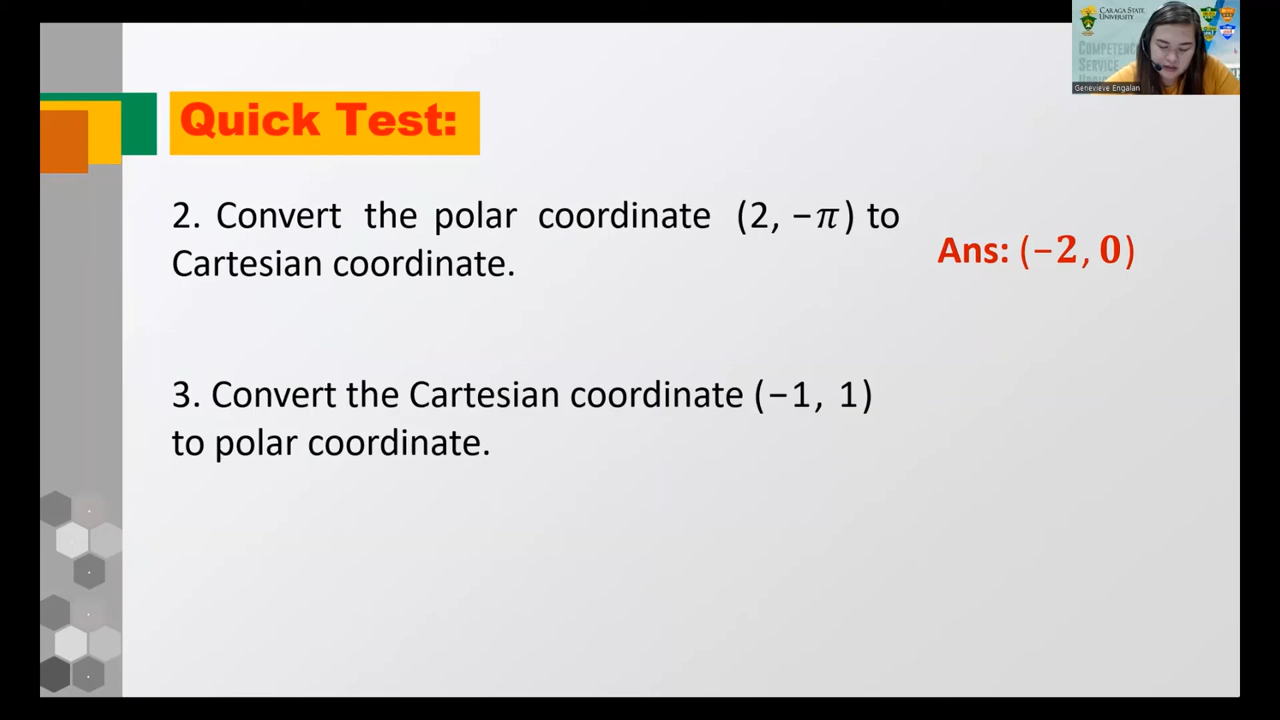 CARAGA STATE
UNIVERSITY
COMPETENC
SERVICE
Genevieve Engalan
Quick Test:
2. Convert the polar coordinate (2, −π) to
Cartesian coordinate.
Ans: (−2, 0)
3. Convert the Cartesian coordinate (−1, 1)
to polar coordinate.